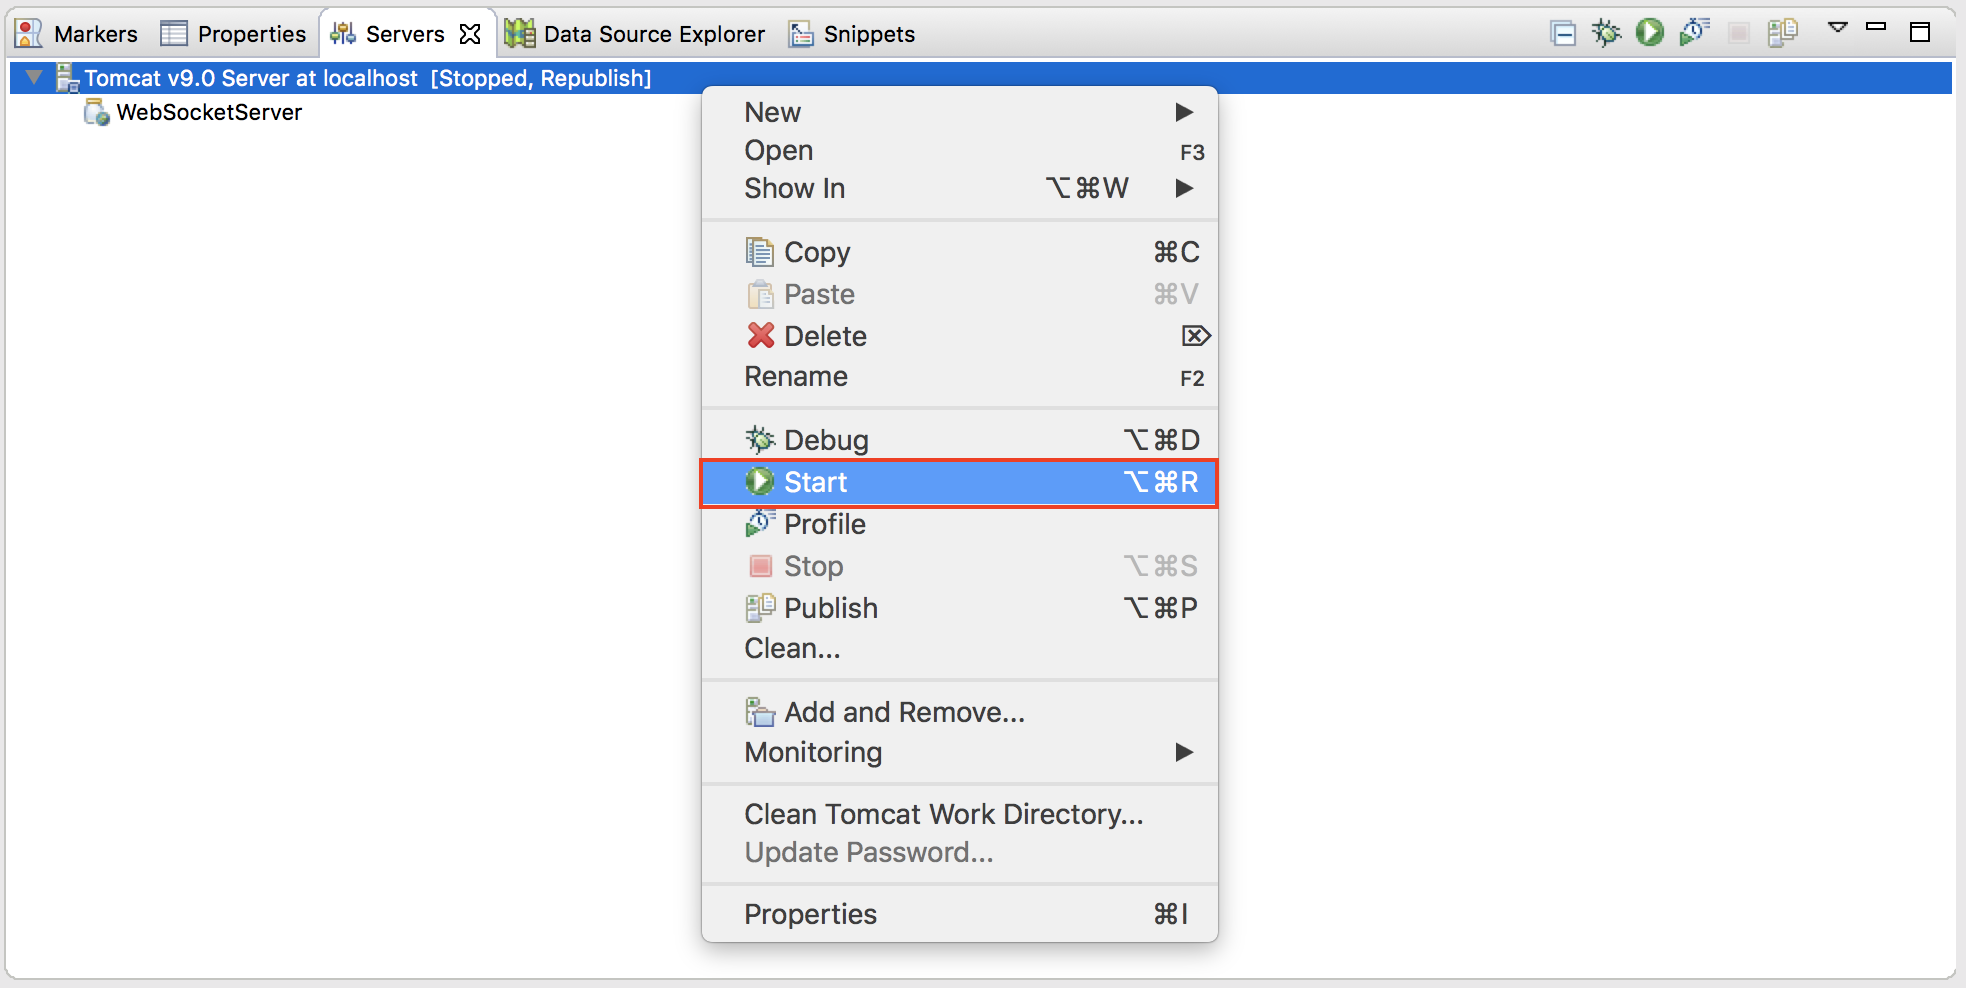 Markers Properties Servers Data Source Explorer Snippets
Tomcat v9.0 Server at localhost [Stopped, Republish]
WebSocketServer
New
Open F3
Show In ⌥⌘W
Copy ⌘C
Paste ⌘V
Delete ⌦
Rename F2
Debug ⌥⌘D
Start ⌥⌘R
Profile
Stop ⌥⌘S
Publish ⌥⌘P
Clean...
Add and Remove...
Monitoring
Clean Tomcat Work Directory...
Update Password...
Properties ⌘I